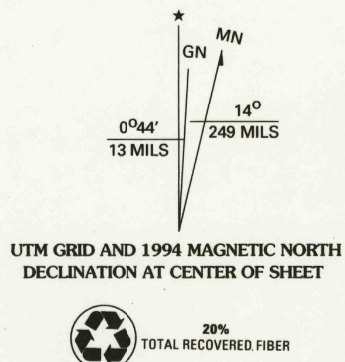 ★
MN
GN
0°44′
13 MILS
14°
249 MILS
UTM GRID AND 1994 MAGNETIC NORTH
DECLINATION AT CENTER OF SHEET
20%
TOTAL RECOVERED FIBER